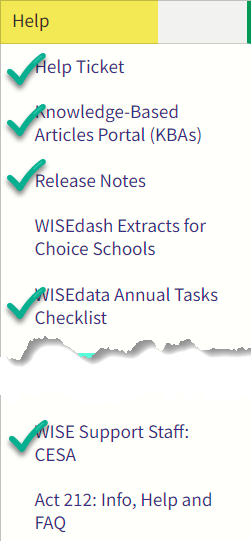 Help
Help Ticket
Knowledge-Based
Articles Portal (KBAs)
Release Notes
WISEdash Extracts for
Choice Schools
WISEdata Annual Tasks
Checklist
WISE Support Staff:
CESA
Act 212: Info, Help and
FAQ